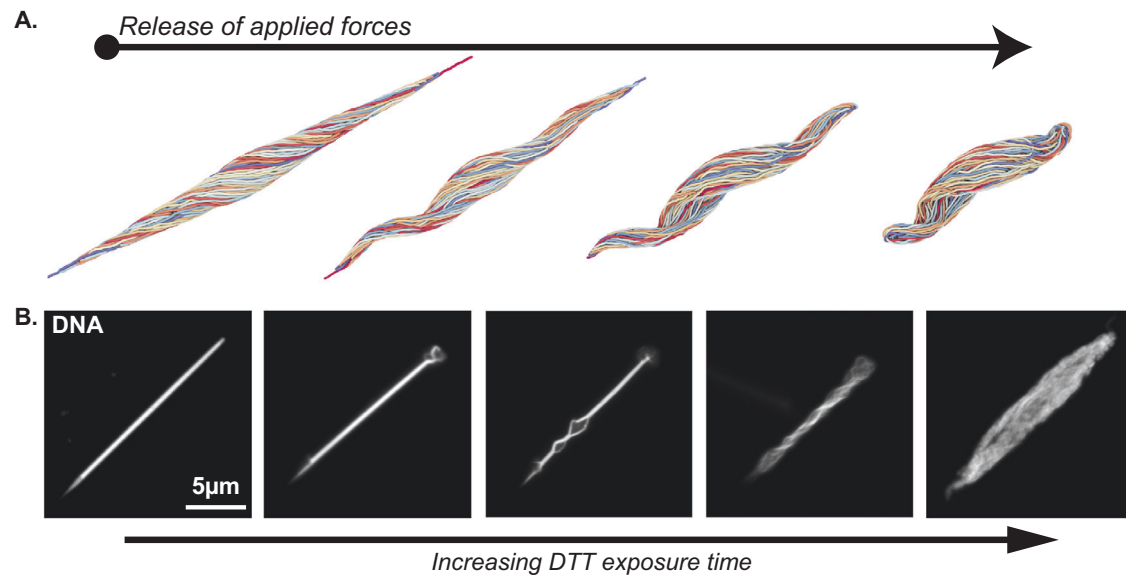 A.
Release of applied forces
B.
DNA
5µm
Increasing DTT exposure time